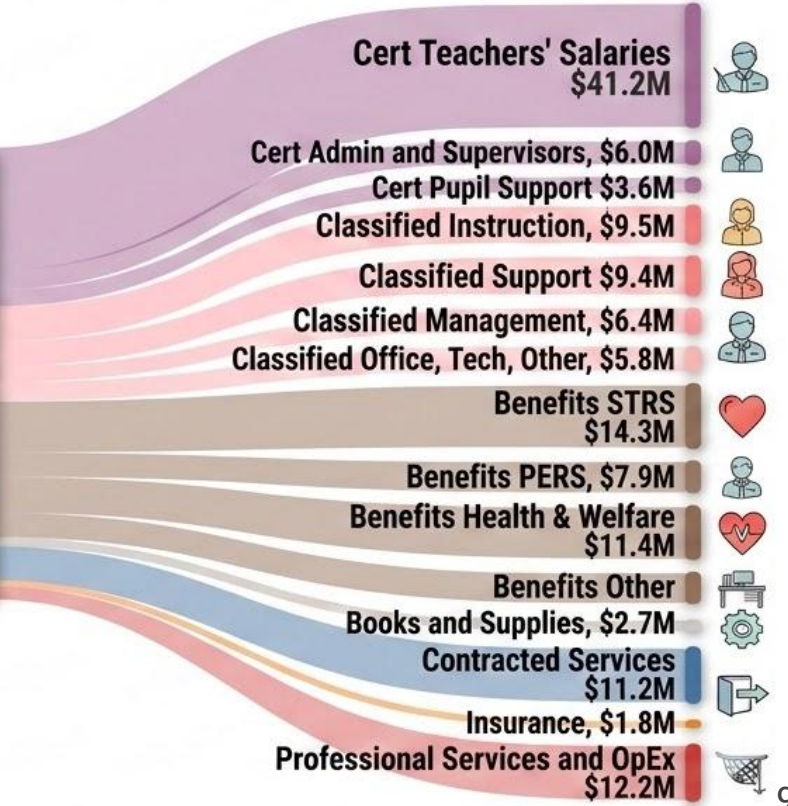 Cert Teachers' Salaries
$41.2M
Cert Admin and Supervisors, $6.0M
Cert Pupil Support $3.6M
Classified Instruction, $9.5M
Classified Support $9.4M
Classified Management, $6.4M
Classified Office, Tech, Other, $5.8M
Benefits STRS
$14.3M
Benefits PERS, $7.9M
Benefits Health & Welfare
$11.4M
Benefits Other
Books and Supplies, $2.7M
Contracted Services
$11.2M
Insurance, $1.8M
Professional Services and OpEx
$12.2M